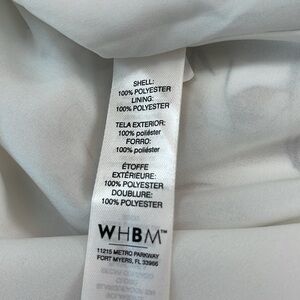 SHELL:
100% POLYESTER
LINING:
100% POLYESTER
TELA EXTERIOR:
100% poliéster
FORRO:
100% poliéster
ÉTOFFE
EXTÉRIEURE:
100% POLYESTER
DOUBLURE:
100% POLYESTER
WHBM™
11215 METRO PARKWAY
FORT MYERS, FL 33966